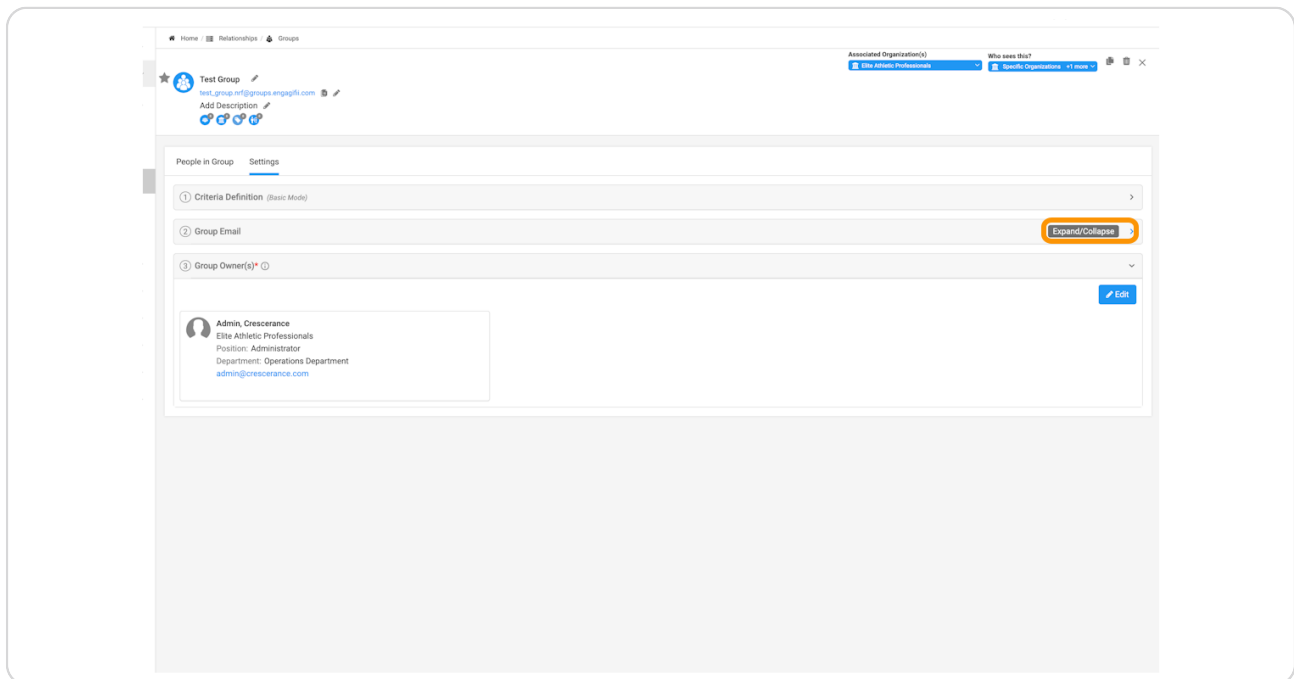 Home / Relationships / Groups
Associated Organization(s)
Elite Athletic Professionals
Who sees this?
Specific Organizations +1 more
Test Group
test_group.nrf@groups.engagifii.com
Add Description
People in Group Settings
1 Criteria Definition (Basic Mode)
2 Group Email
Expand/Collapse
3 Group Owner(s)*
Edit
Admin, Crescerance
Elite Athletic Professionals
Position: Administrator
Department: Operations Department
admin@crescerance.com